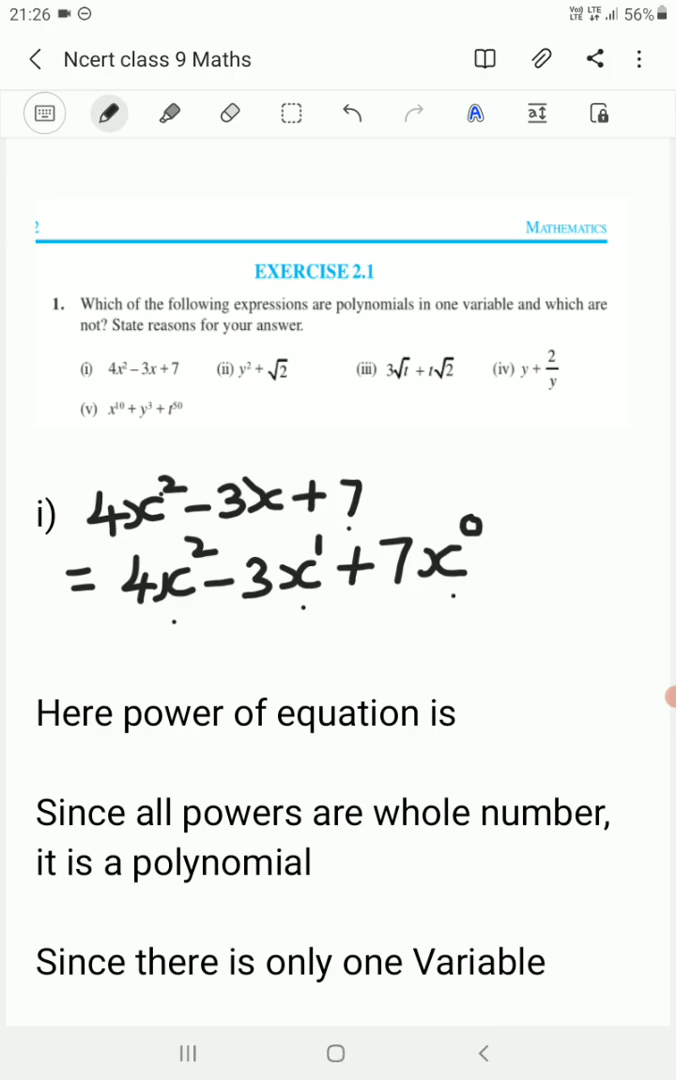 21:26 Vo)) LTE LTE 56%
Ncert class 9 Maths
A a
2 MATHEMATICS
EXERCISE 2.1
1. Which of the following expressions are polynomials in one variable and which are
not? State reasons for your answer.
(i) 4x² – 3x + 7 (ii) y² + √2 (iii) 3√t + t√2 (iv) y + 2/y
(v) x¹⁰ + y³ + t⁵⁰
i) 4x² – 3x + 7
= 4x² – 3x¹ + 7x⁰
Here power of equation is
Since all powers are whole number,
it is a polynomial
Since there is only one Variable